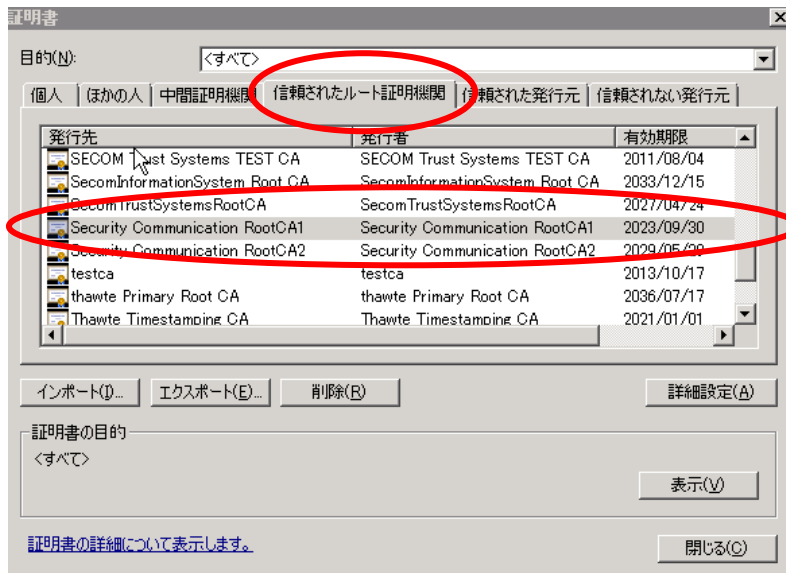 証明書
目的(N): <すべて>
個人 ほかの人 中間証明機関 信頼されたルート証明機関 信頼された発行元 信頼されない発行元
発行先 発行者 有効期限
SECOM Trust Systems TEST CA SECOM Trust Systems TEST CA 2011/08/04
SecomInformationSystem Root CA SecomInformationSystem Root CA 2033/12/15
SecomTrustSystemsRootCA SecomTrustSystemsRootCA 2027/04/24
Security Communication RootCA1 Security Communication RootCA1 2023/09/30
Security Communication RootCA2 Security Communication RootCA2 2029/05/29
testca testca 2013/10/17
thawte Primary Root CA thawte Primary Root CA 2036/07/17
Thawte Timestamping CA Thawte Timestamping CA 2021/01/01
インポート(I)... エクスポート(E)... 削除(R) 詳細設定(A)
証明書の目的
<すべて>
表示(V)
証明書の詳細について表示します。
閉じる(C)